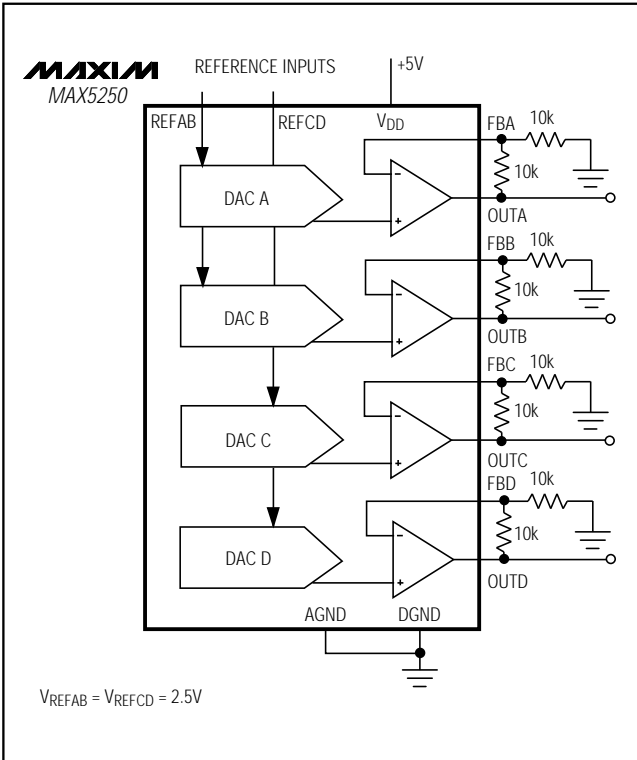 MAXIM
MAX5250
REFERENCE INPUTS
+5V
REFAB
REFCD
VDD
FBA
10k
10k
DAC A
OUTA
FBB
10k
10k
DAC B
OUTB
FBC
10k
10k
DAC C
OUTC
FBD
10k
10k
DAC D
OUTD
AGND
DGND
VREFAB = VREFCD = 2.5V